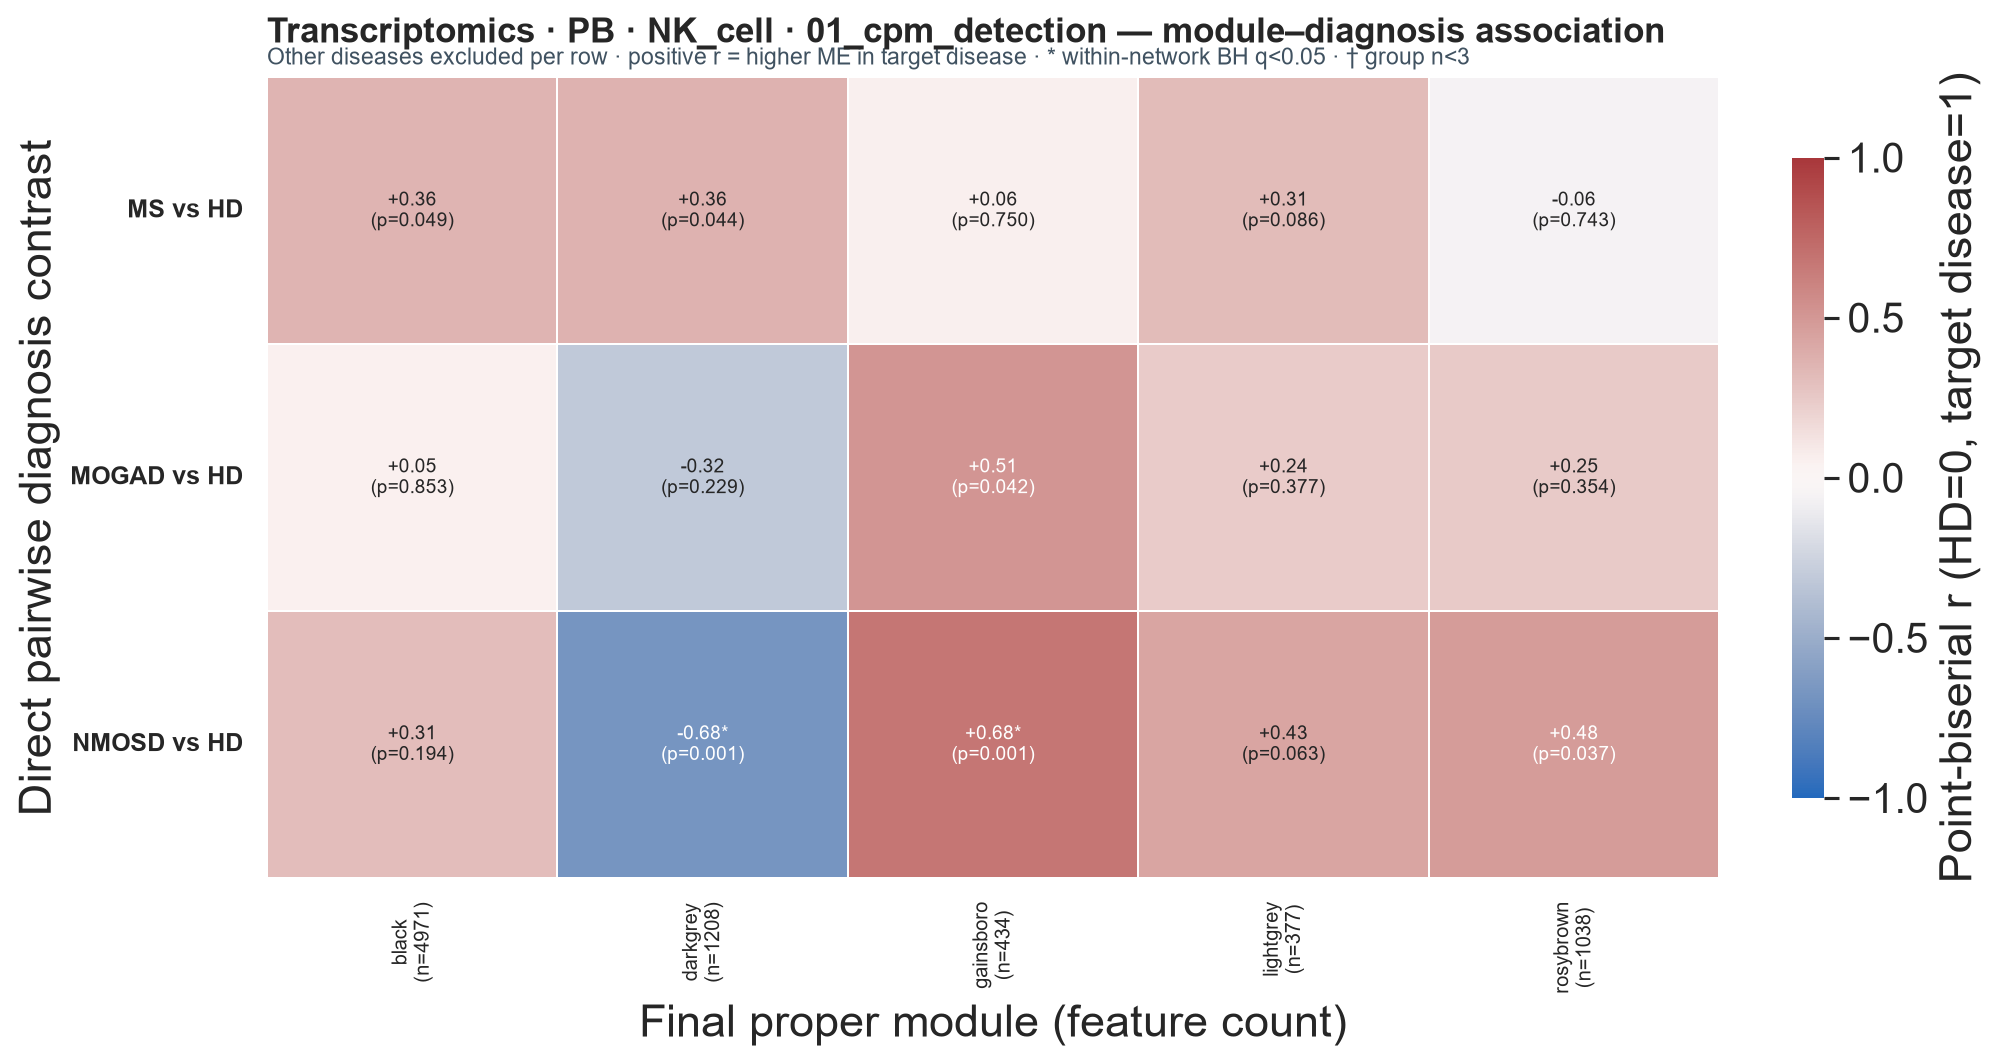 Transcriptomics · PB · NK_cell · 01_cpm_detection — module–diagnosis association
Other diseases excluded per row · positive r = higher ME in target disease · * within-network BH q<0.05 · † group n<3
Direct pairwise diagnosis contrast
MS vs HD
+0.36
(p=0.049)
+0.36
(p=0.044)
+0.06
(p=0.750)
+0.31
(p=0.086)
-0.06
(p=0.743)
MOGAD vs HD
+0.05
(p=0.853)
-0.32
(p=0.229)
+0.51
(p=0.042)
+0.24
(p=0.377)
+0.25
(p=0.354)
NMOSD vs HD
+0.31
(p=0.194)
-0.68*
(p=0.001)
+0.68*
(p=0.001)
+0.43
(p=0.063)
+0.48
(p=0.037)
black
(n=4971)
darkgrey
(n=1208)
gainsboro
(n=434)
lightgrey
(n=377)
rosybrown
(n=1038)
Final proper module (feature count)
1.0
0.5
0.0
−0.5
−1.0
Point-biserial r (HD=0, target disease=1)